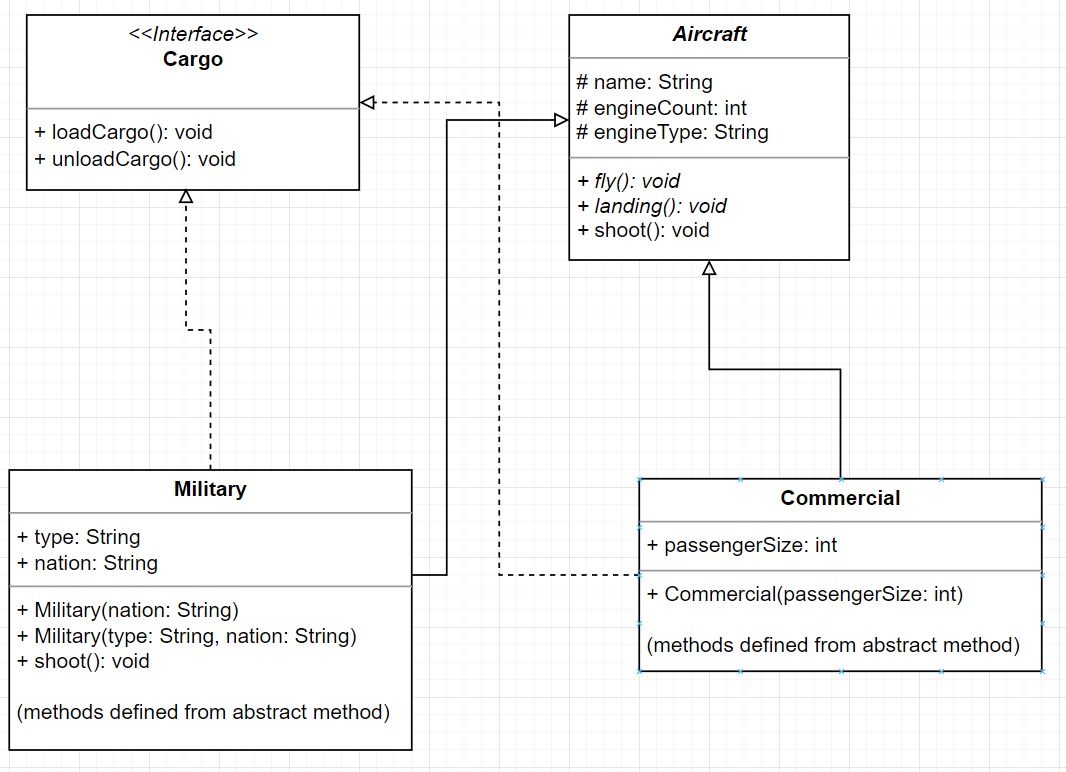 <<Interface>>
Cargo
+ loadCargo(): void
+ unloadCargo(): void
Aircraft
# name: String
# engineCount: int
# engineType: String
+ fly(): void
+ landing(): void
+ shoot(): void
Military
+ type: String
+ nation: String
+ Military(nation: String)
+ Military(type: String, nation: String)
+ shoot(): void
(methods defined from abstract method)
Commercial
+ passengerSize: int
+ Commercial(passengerSize: int)
(methods defined from abstract method)